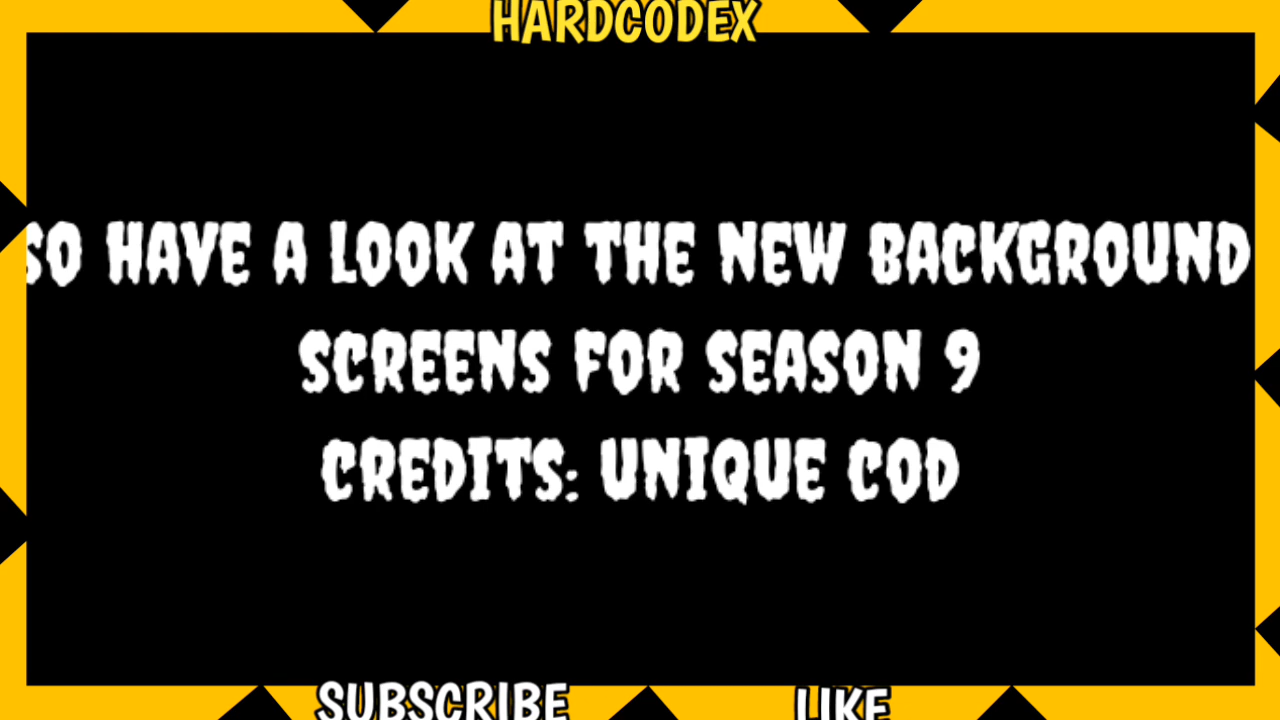 HARDCODEX
SO HAVE A LOOK AT THE NEW BACKGROUND
SCREENS FOR SEASON 9
CREDITS: UNIQUE COD
SUBSCRIBE
LIKE